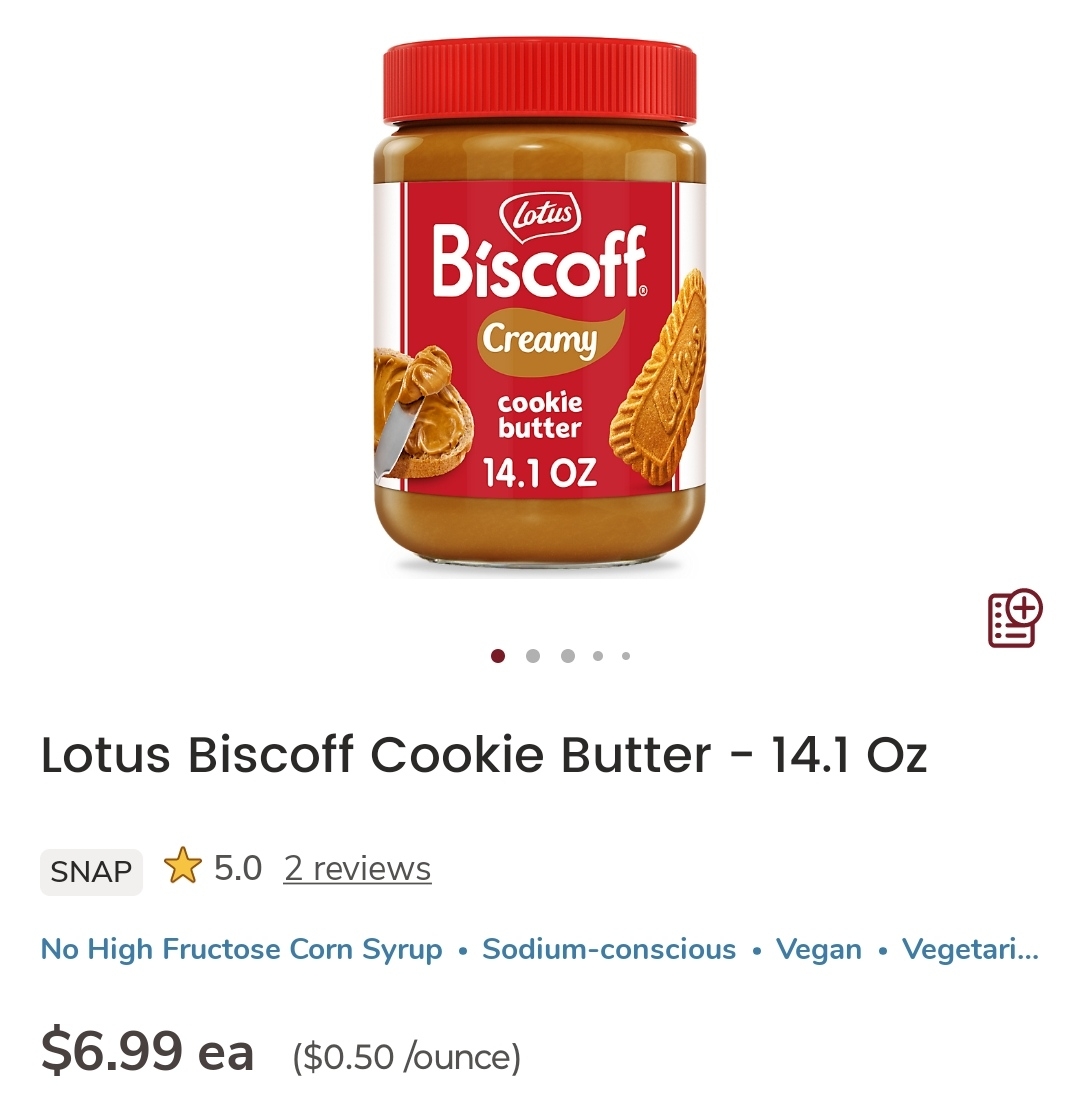 Lotus
Biscoff®
Creamy
cookie
butter
14.1 OZ
Lotus
Lotus Biscoff Cookie Butter - 14.1 Oz
SNAP 5.0 2 reviews
No High Fructose Corn Syrup • Sodium-conscious • Vegan • Vegetari...
$6.99 ea ($0.50 /ounce)